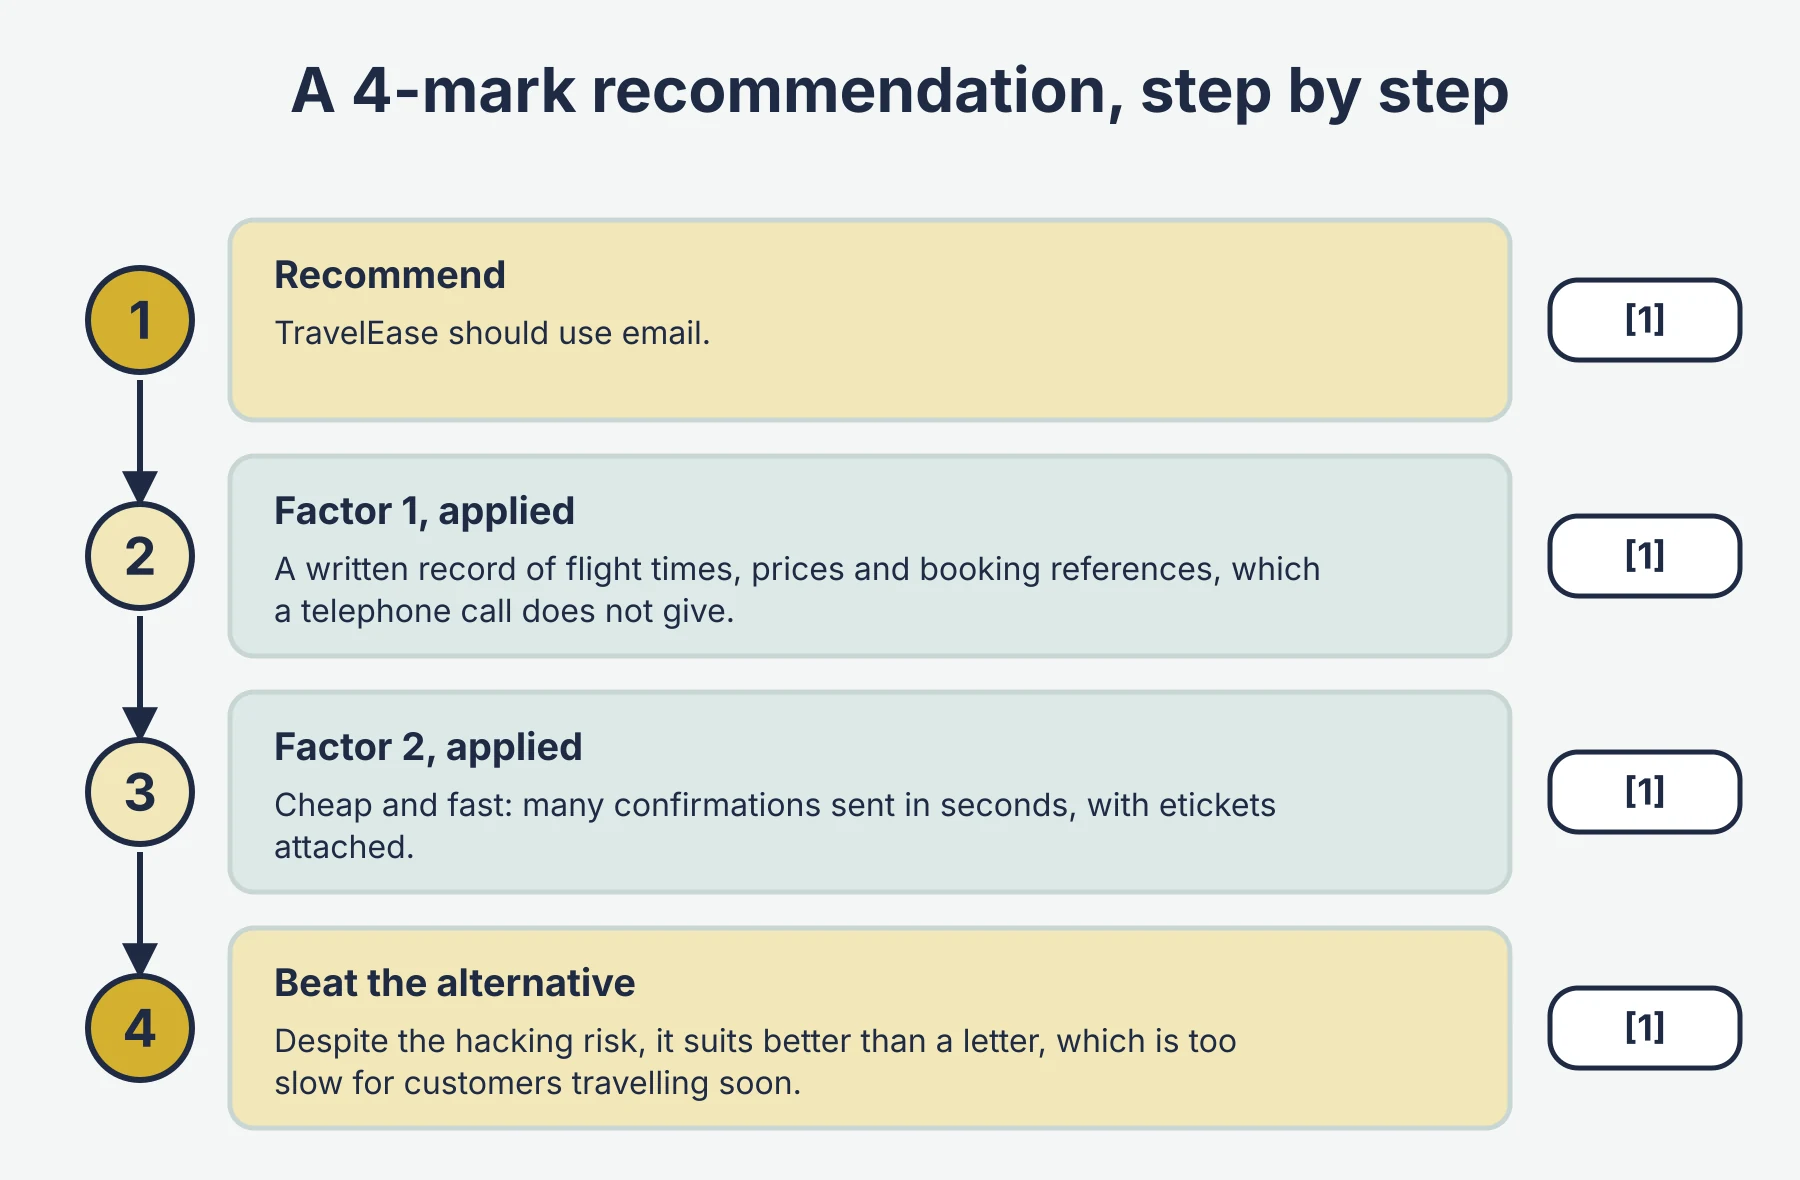 A 4-mark recommendation, step by step
1
Recommend
TravelEase should use email.
[1]
2
Factor 1, applied
A written record of flight times, prices and booking references, which
a telephone call does not give.
[1]
3
Factor 2, applied
Cheap and fast: many confirmations sent in seconds, with etickets
attached.
[1]
4
Beat the alternative
Despite the hacking risk, it suits better than a letter, which is too
slow for customers travelling soon.
[1]